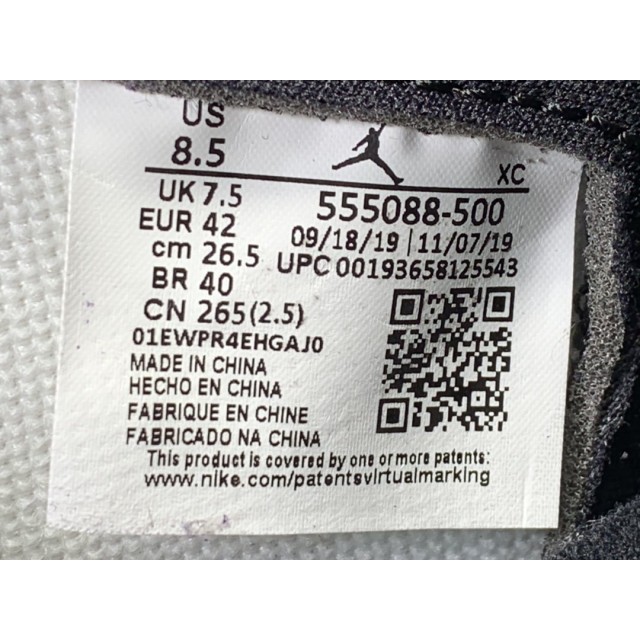 US
8.5
XC
UK 7.5
555088-500
EUR 42
09/18/19 | 11/07/19
cm 26.5
UPC 00193658125543
BR 40
CN 265(2.5)
01EWPR4EHGAJ0
MADE IN CHINA
HECHO EN CHINA
FABRIQUE EN CHINE
FABRICADO NA CHINA
This product is covered by one or more patents:
www.nike.com/patentsvirtualmarking